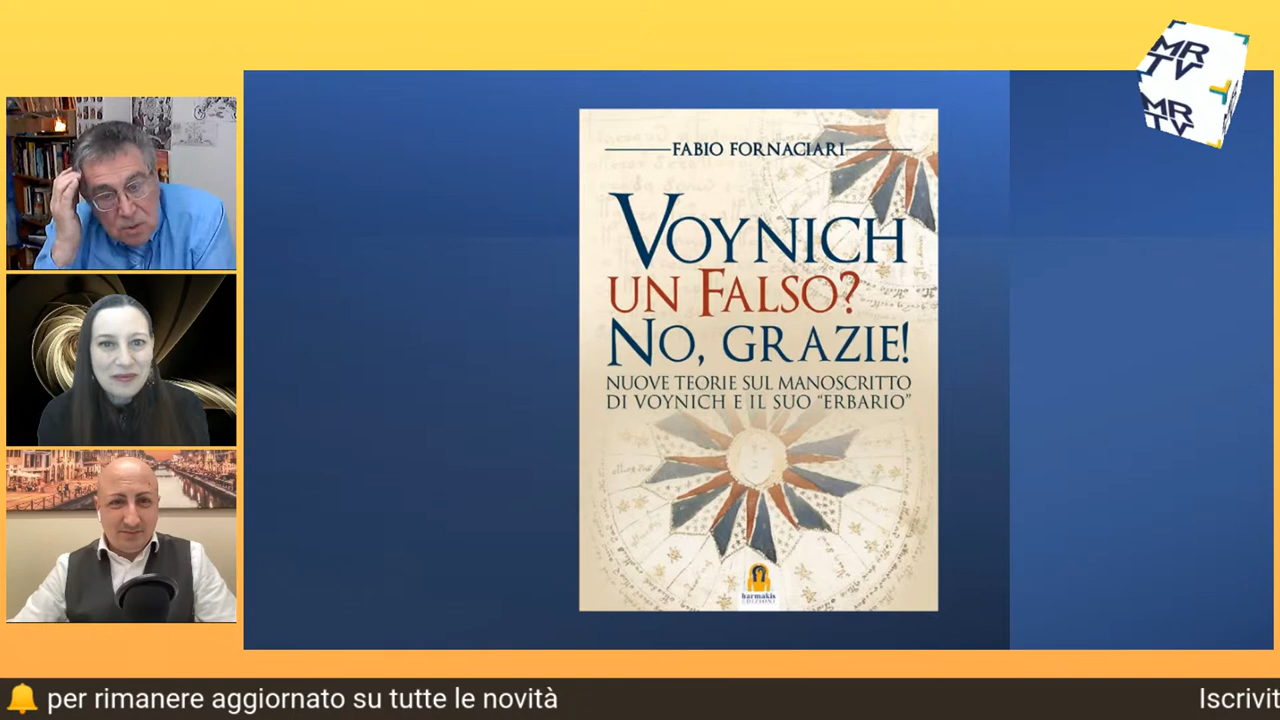 MR
TV
MR
TV
FABIO FORNACIARI
VOYNICH
UN FALSO?
NO, GRAZIE!
NUOVE TEORIE SUL MANOSCRITTO
DI VOYNICH E IL SUO “ERBARIO”
harmakis
EDIZIONI
per rimanere aggiornato su tutte le novità
Iscrivit